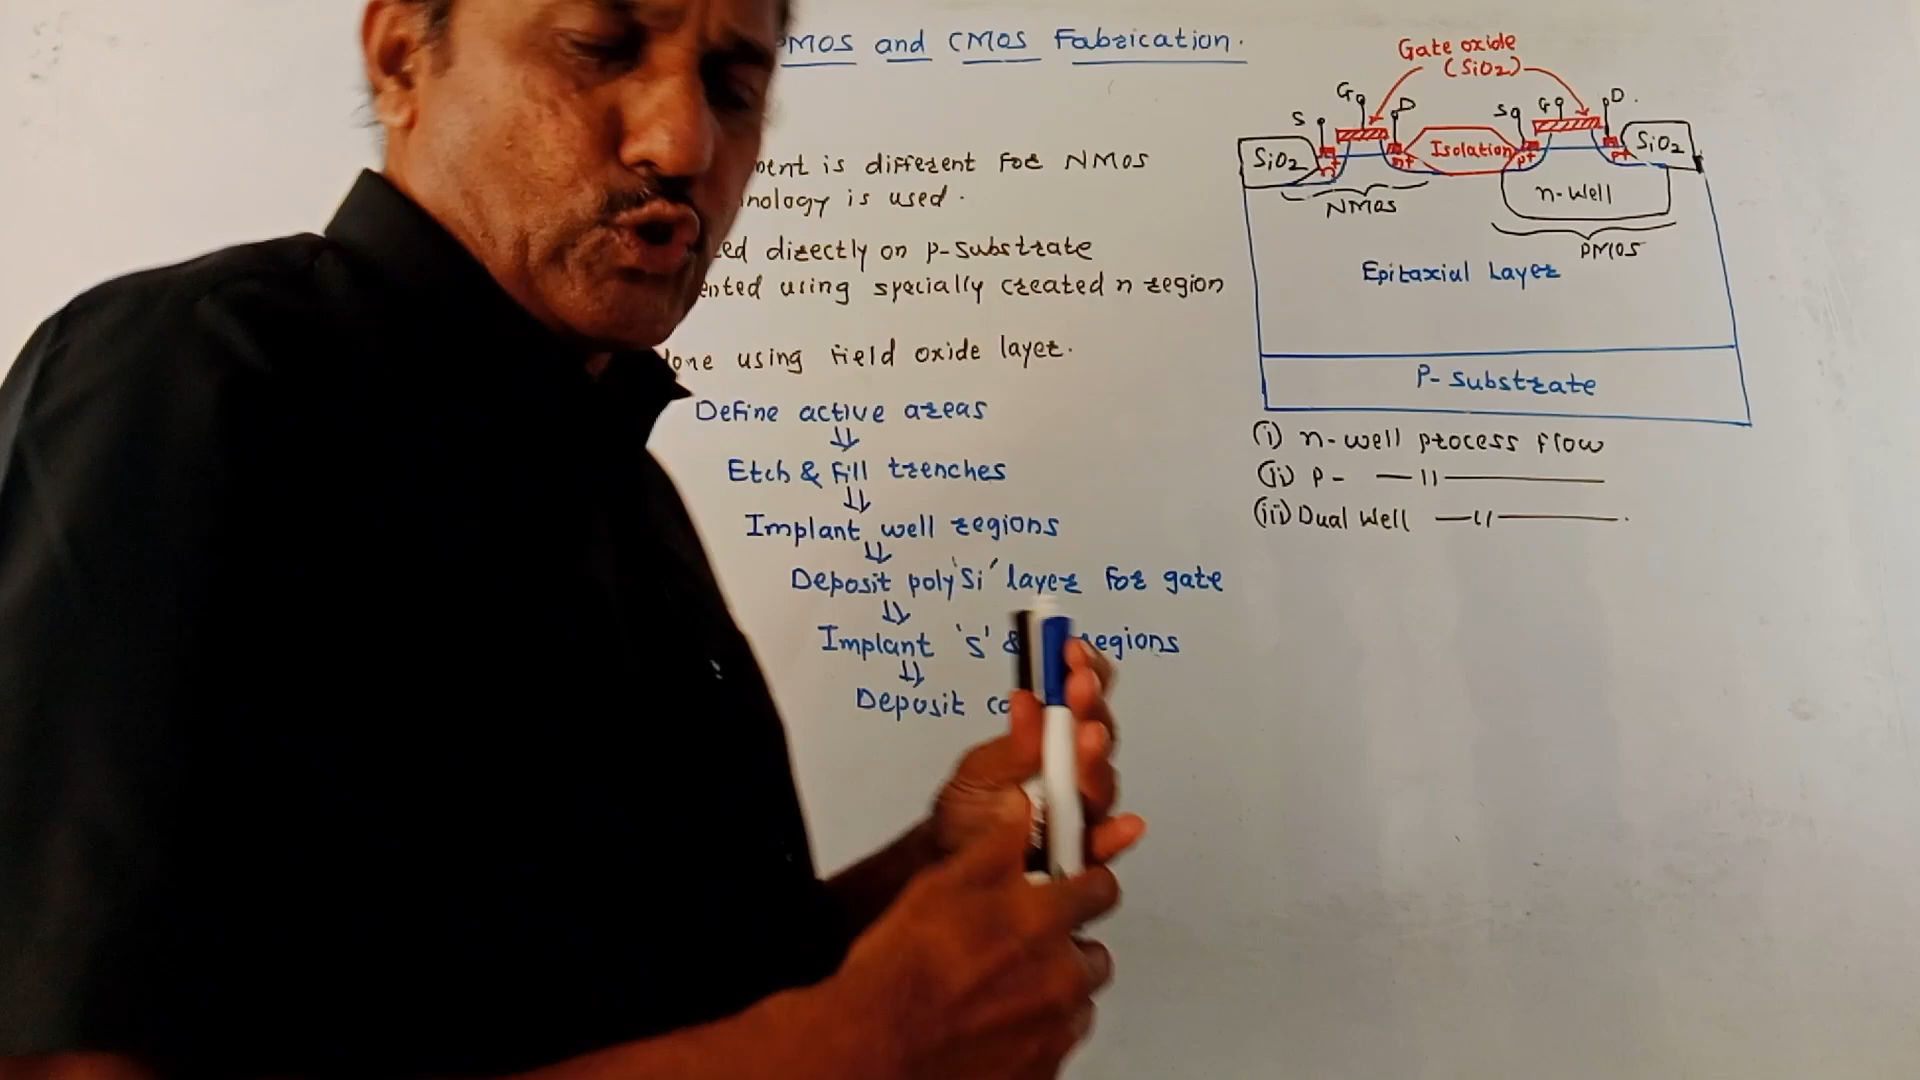 PMOS and CMOS Fabrication.
ment is different for NMOS
nology is used.
ed directly on p-substrate
ented using specially created n region
done using field oxide layer.
Define active areas
⇓
Etch & Fill trenches
⇓
Implant well regions
⇓
Deposit poly'Si' layer for gate
⇓
Implant 's' & regions
⇓
Deposit co
Gate oxide
(SiO2)
S G D S G D.
SiO2 n+ n+ Isolation p+ p+ SiO2
NMOS
n-well
PMOS
Epitaxial Layer
P-Substrate
(i) n-well process flow
(ii) P- —〃—
(iii) Dual Well —〃—.